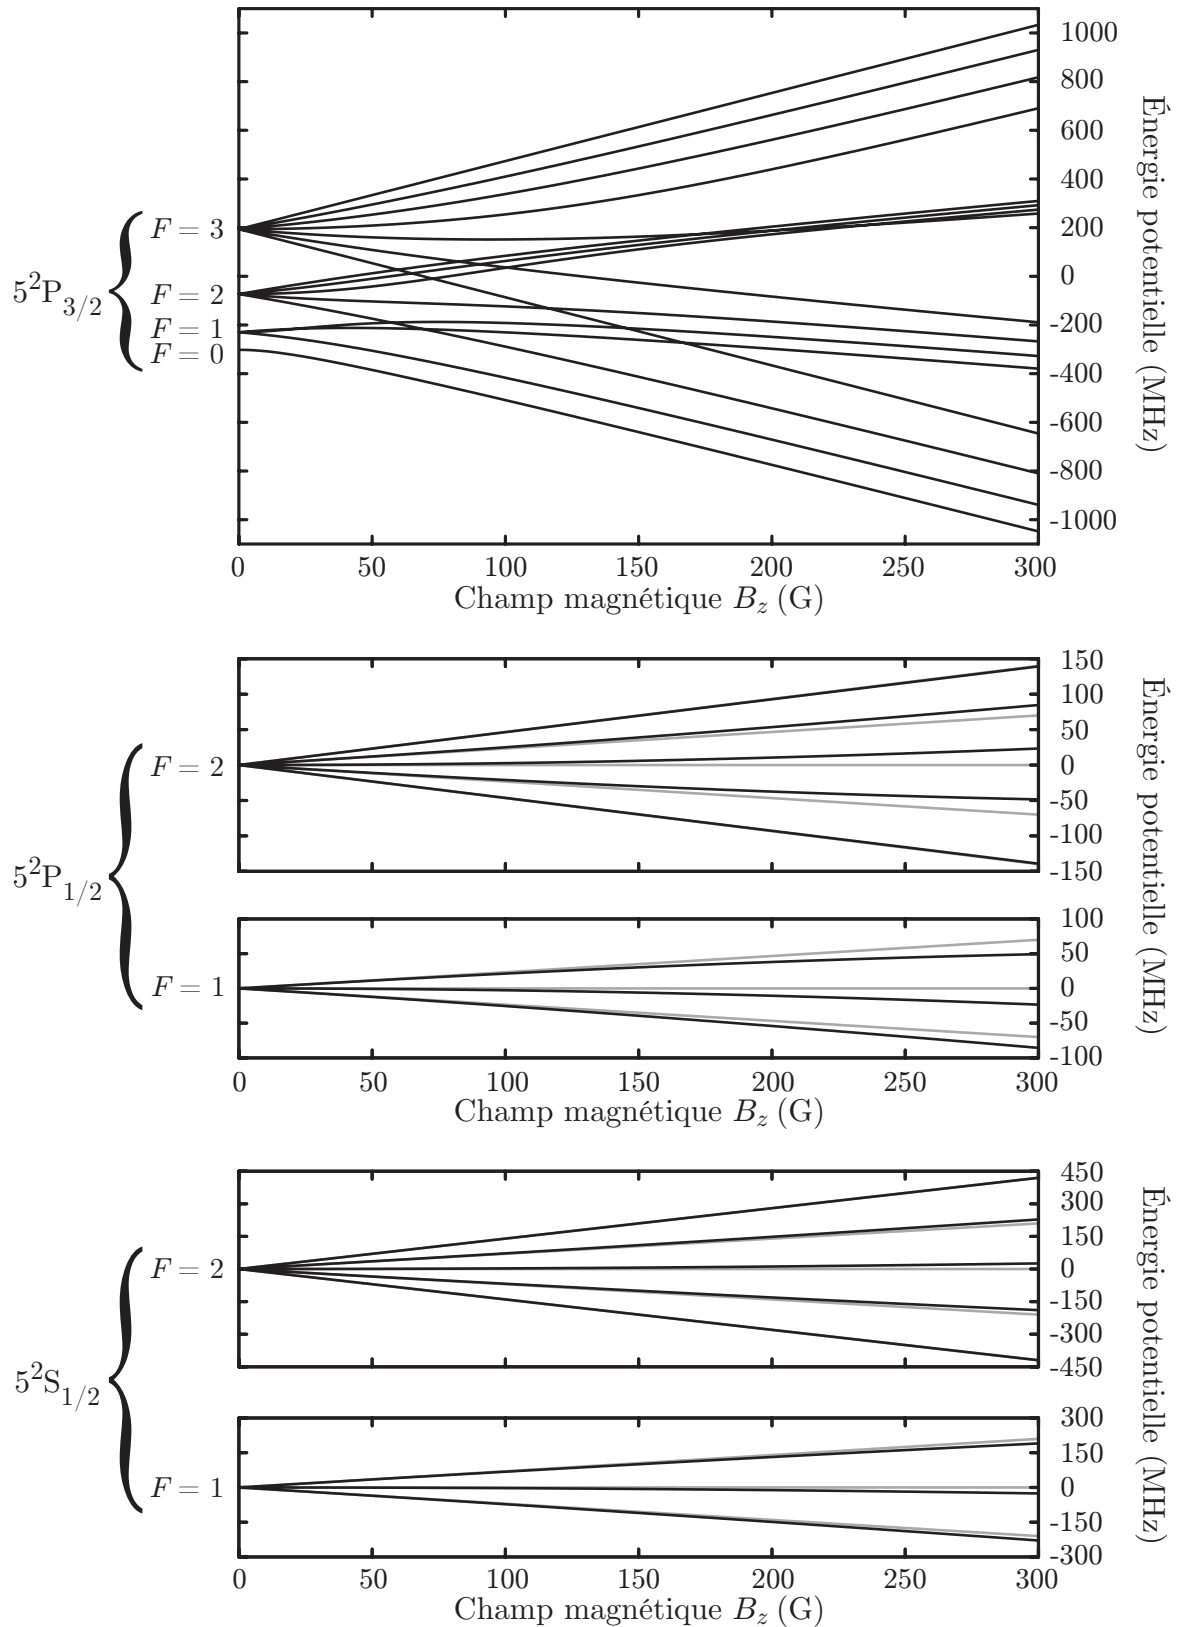 1000
800
600
400
200
0
-200
-400
-600
-800
-1000
Énergie potentielle (MHz)
5²P₃/₂
F = 3
F = 2
F = 1
F = 0
0 50 100 150 200 250 300
Champ magnétique B_z (G)
150
100
50
0
-50
-100
-150
F = 2
5²P₁/₂
Énergie potentielle (MHz)
100
50
0
-50
-100
F = 1
0 50 100 150 200 250 300
Champ magnétique B_z (G)
450
300
150
0
-150
-300
-450
F = 2
5²S₁/₂
Énergie potentielle (MHz)
300
150
0
-150
-300
F = 1
0 50 100 150 200 250 300
Champ magnétique B_z (G)